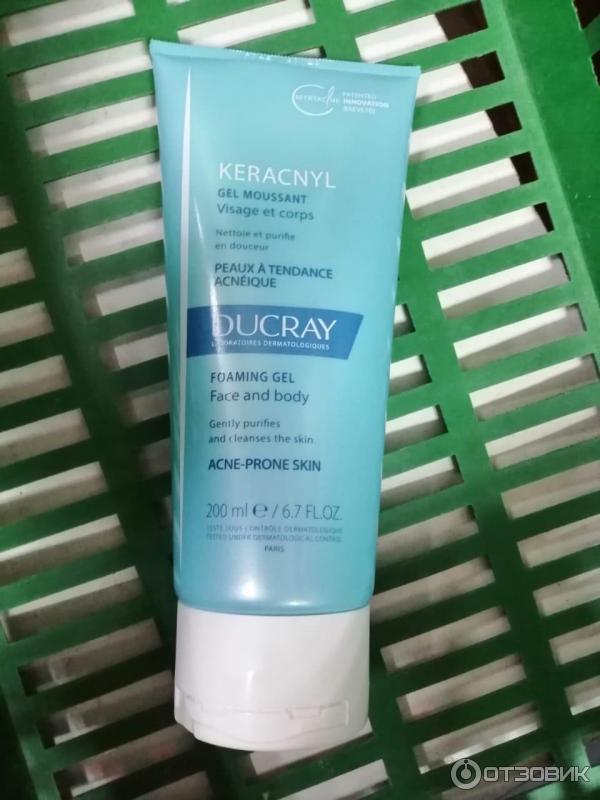 MYRTACINE
PATENTED
INNOVATION
BREVETÉE
KERACNYL
GEL MOUSSANT
Visage et corps
Nettoie et purifie
en douceur
PEAUX À TENDANCE
ACNÉIQUE
DUCRAY
LABORATOIRES DERMATOLOGIQUES
FOAMING GEL
Face and body
Gently purifies
and cleanses the skin
ACNE-PRONE SKIN
200 ml ℮ / 6.7 FL.OZ.
TESTÉ SOUS CONTRÔLE DERMATOLOGIQUE
TESTED UNDER DERMATOLOGICAL CONTROL
PARIS
ОТЗОВИК